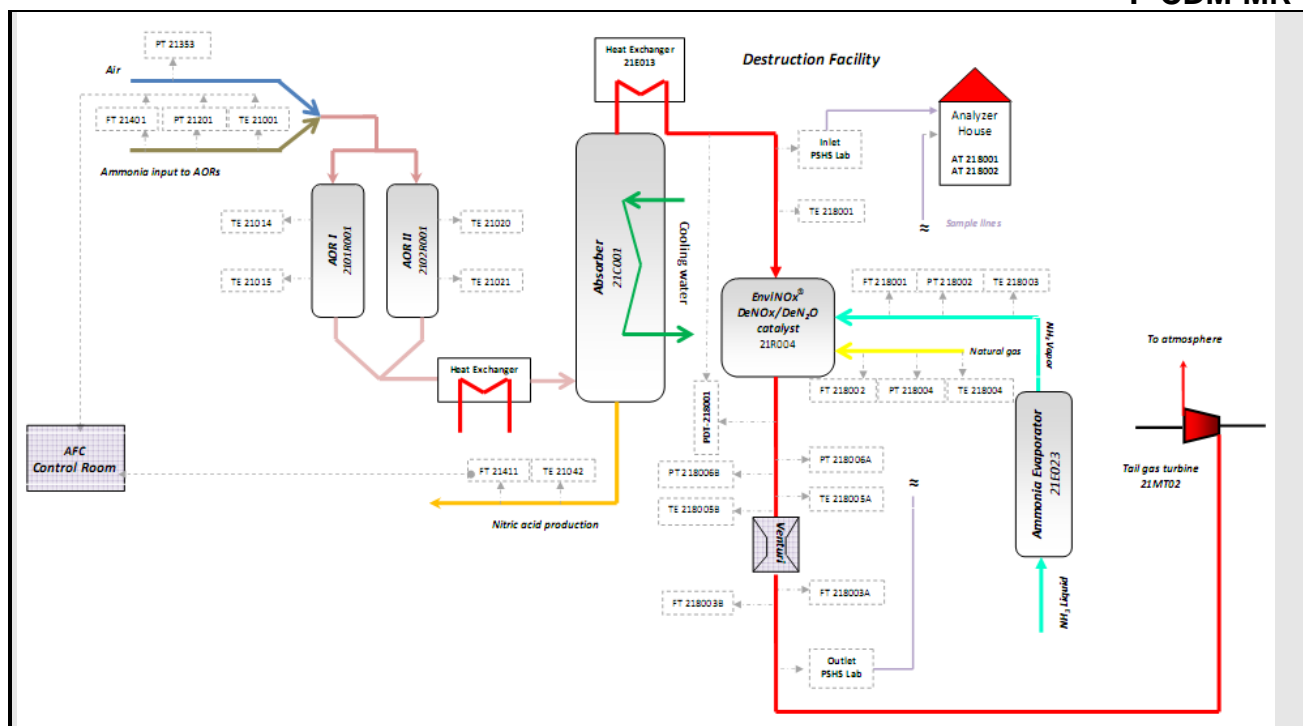 PT 21353
Air
FT 21401
PT 21201
TE 21001
Ammonia input to AORs
Heat Exchanger
21E013
Destruction Facility
Inlet
PSHS Lab
Analyzer
House
AT 218001
AT 218002
Sample lines
TE 218001
TE 21014
TE 21015
AOR I
2101R001
AOR II
2102R001
TE 21020
TE 21021
Absorber
21C001
Cooling water
EnviNOx®
DeNOx/DeN₂O
catalyst
21R004
FT 218001
PT 218002
TE 218003
NH₃ Vapor
Natural gas
FT 218002
PT 218004
TE 218004
To atmosphere
Heat Exchanger
PDT-218001
Ammonia Evaporator
21E023
Tail gas turbine
21MT02
AFC
Control Room
FT 21411
TE 21042
Nitric acid production
PT 218006B
PT 218006A
TE 218005B
TE 218005A
Venturi
FT 218003B
FT 218003A
NH₃ Liquid
Outlet
PSHS Lab